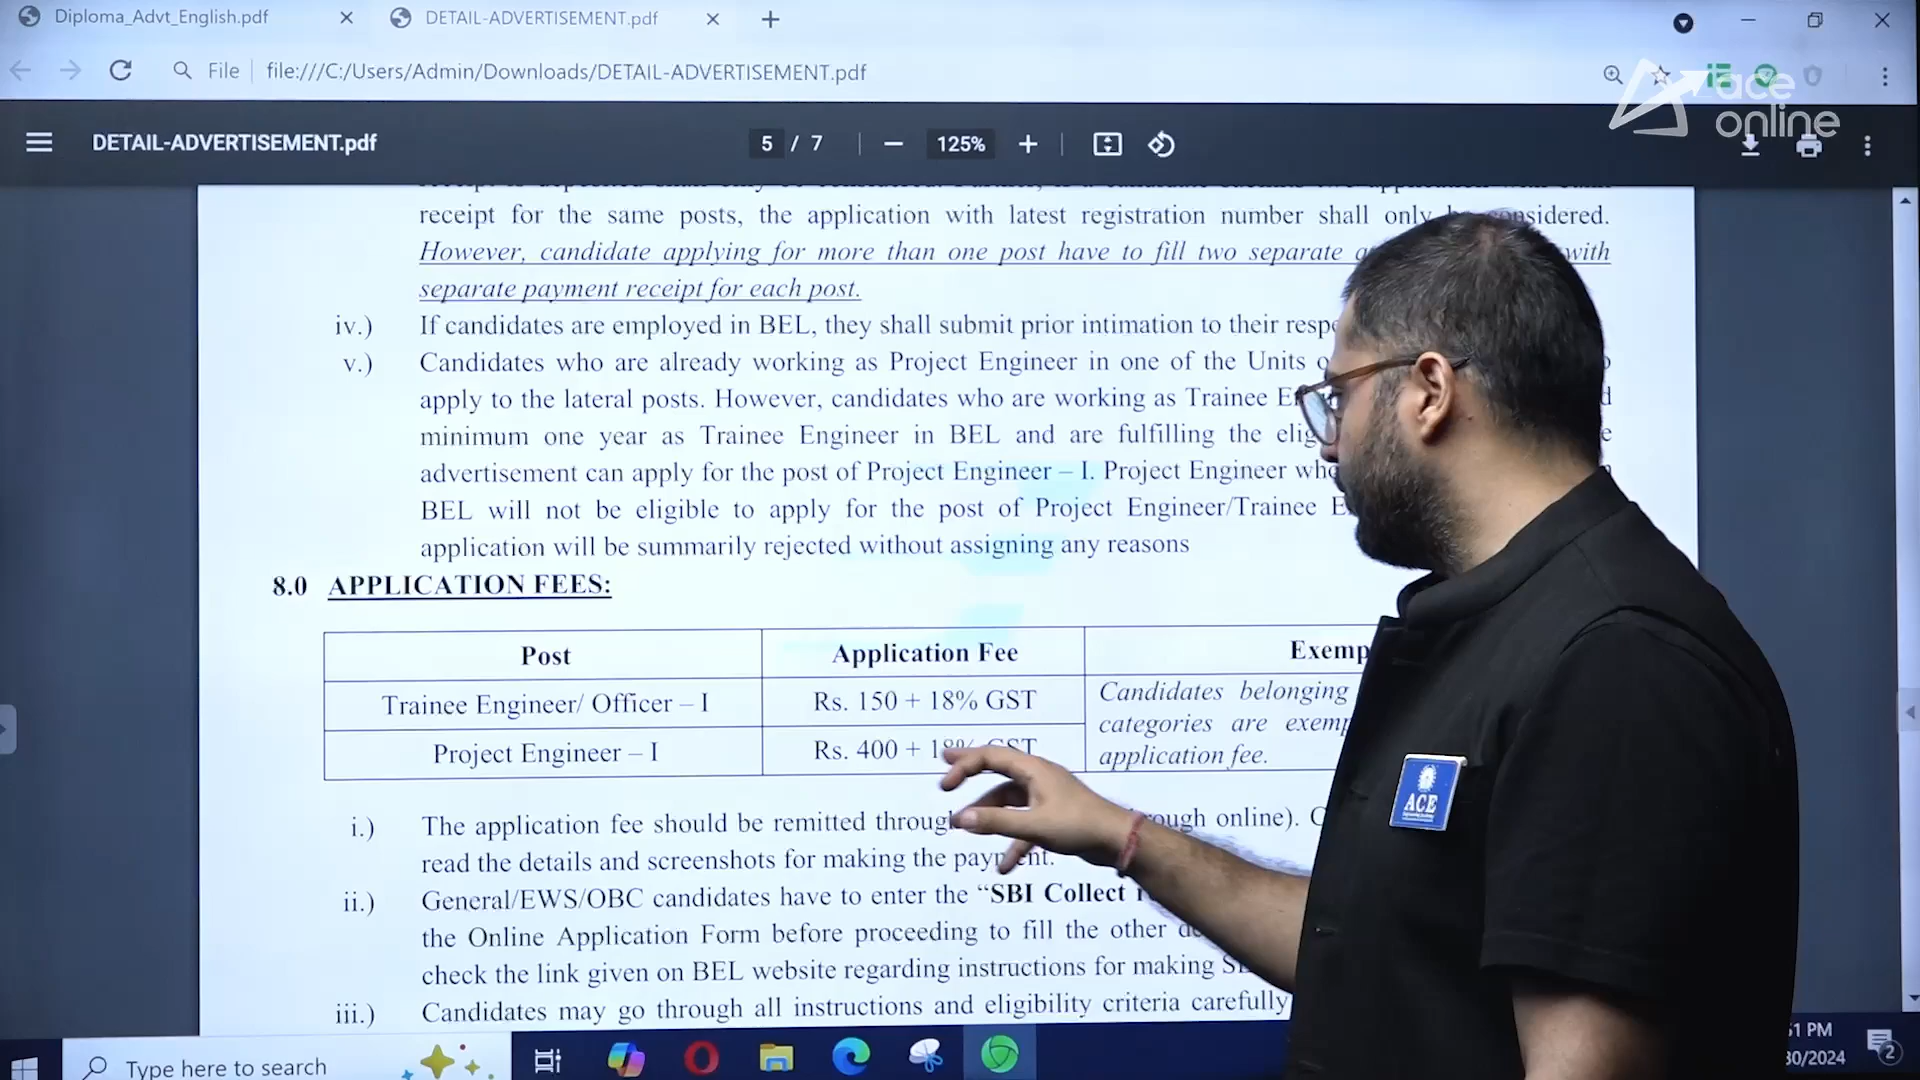 Diploma_Advt_English.pdf
DETAIL-ADVERTISEMENT.pdf
File
file:///C:/Users/Admin/Downloads/DETAIL-ADVERTISEMENT.pdf
ace
online
DETAIL-ADVERTISEMENT.pdf
5 / 7
125%
receipt for the same posts, the application with latest registration number shall only considered.
However, candidate applying for more than one post have to fill two separate with
separate payment receipt for each post.
iv.) If candidates are employed in BEL, they shall submit prior intimation to their
v.) Candidates who are already working as Project Engineer in one of the Units
apply to the lateral posts. However, candidates who are working as Trainee
minimum one year as Trainee Engineer in BEL and are fulfilling the
advertisement can apply for the post of Project Engineer – I. Project Engineer
BEL will not be eligible to apply for the post of Project Engineer/Trainee
application will be summarily rejected without assigning any reasons
8.0 APPLICATION FEES:
Post Application Fee
Trainee Engineer/ Officer – I Rs. 150 + 18% GST Candidates belonging
categories are
Project Engineer – I Rs. 400 + 18% GST application fee.
i.) The application fee should be remitted online).
read the details and screenshots for making the payment.
ii.) General/EWS/OBC candidates have to enter the “SBI Collect
the Online Application Form before proceeding to fill the other
check the link given on BEL website regarding instructions for making
iii.) Candidates may go through all instructions and eligibility criteria carefully
ACE
Type here to search
PM
2